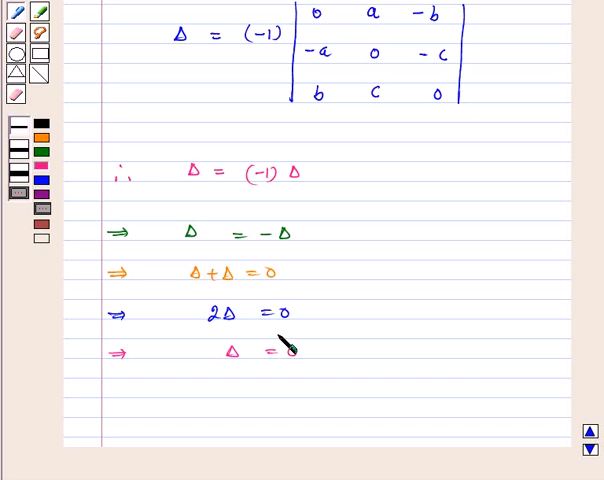 0 a -b
Δ = (-1) -a 0 -c
b c 0
∴ Δ = (-1) Δ
⇒ Δ = -Δ
⇒ Δ + Δ = 0
⇒ 2Δ = 0
⇒ Δ = 0